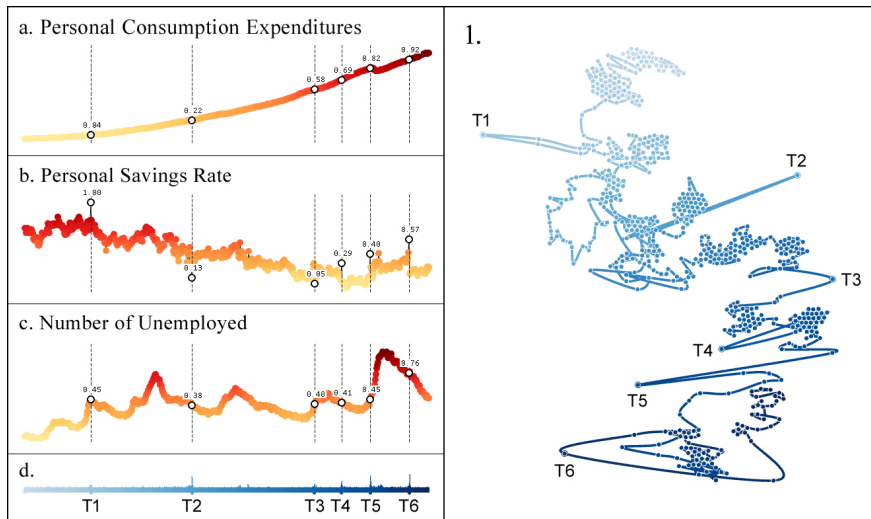 a. Personal Consumption Expenditures
0.04
0.22
0.58
0.69
0.82
0.92
b. Personal Savings Rate
1.00
0.13
0.05
0.29
0.40
0.57
c. Number of Unemployed
0.45
0.38
0.40
0.41
0.45
0.76
d.
T1 T2 T3 T4 T5 T6
1.
T1
T2
T3
T4
T5
T6